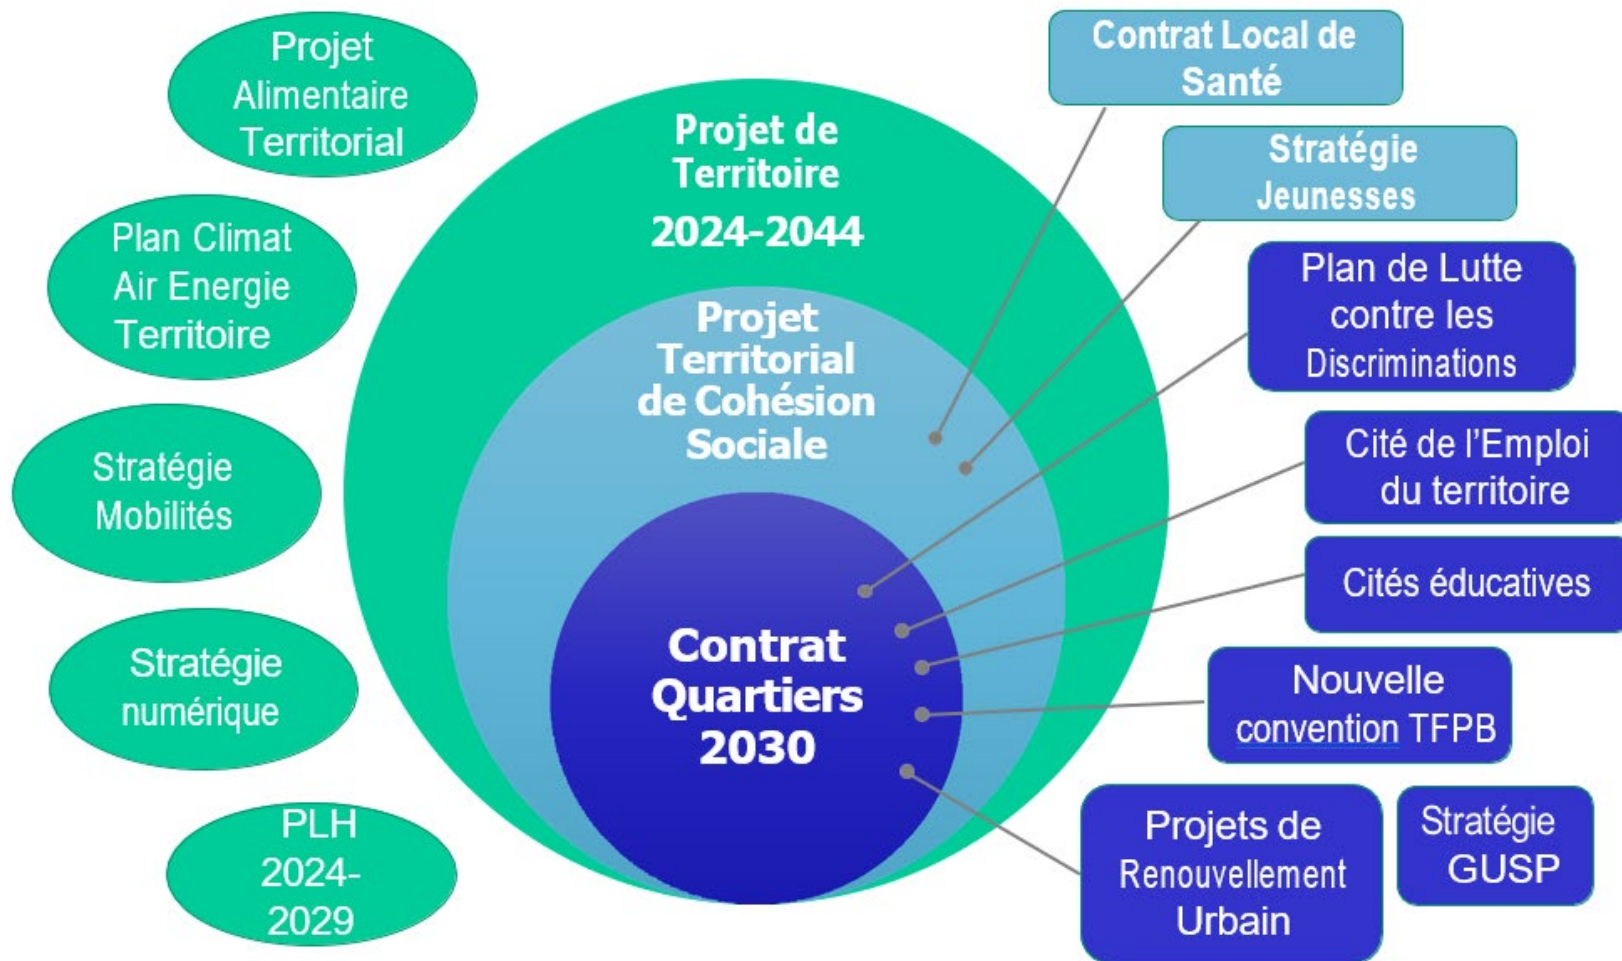 Projet
Alimentaire
Territorial
Plan Climat
Air Energie
Territoire
Stratégie
Mobilités
Stratégie
numérique
PLH
2024-
2029
Projet de
Territoire
2024-2044
Projet
Territorial
de Cohésion
Sociale
Contrat
Quartiers
2030
Contrat Local de
Santé
Stratégie
Jeunesses
Plan de Lutte
contre les
Discriminations
Cité de l’Emploi
du territoire
Cités éducatives
Nouvelle
convention TFPB
Projets de
Renouvellement
Urbain
Stratégie
GUSP